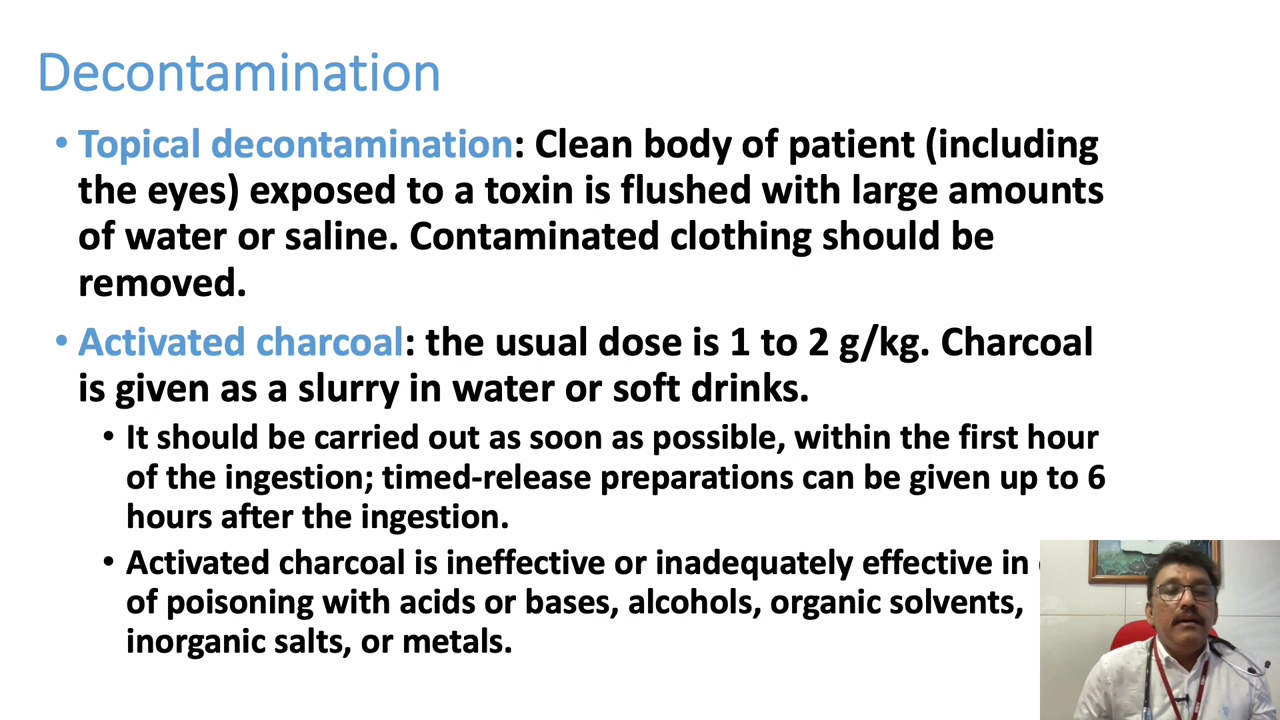 Decontamination
• Topical decontamination: Clean body of patient (including
the eyes) exposed to a toxin is flushed with large amounts
of water or saline. Contaminated clothing should be
removed.
• Activated charcoal: the usual dose is 1 to 2 g/kg. Charcoal
is given as a slurry in water or soft drinks.
• It should be carried out as soon as possible, within the first hour
of the ingestion; timed-release preparations can be given up to 6
hours after the ingestion.
• Activated charcoal is ineffective or inadequately effective in
of poisoning with acids or bases, alcohols, organic solvents,
inorganic salts, or metals.